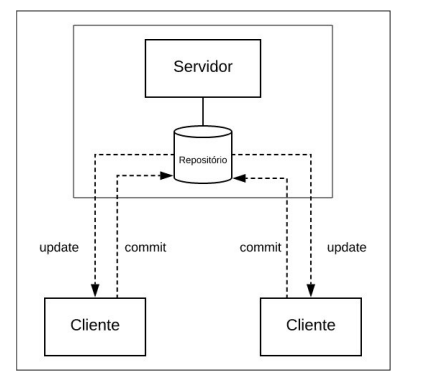 Servidor
Repositório
update
commit
commit
update
Cliente
Cliente